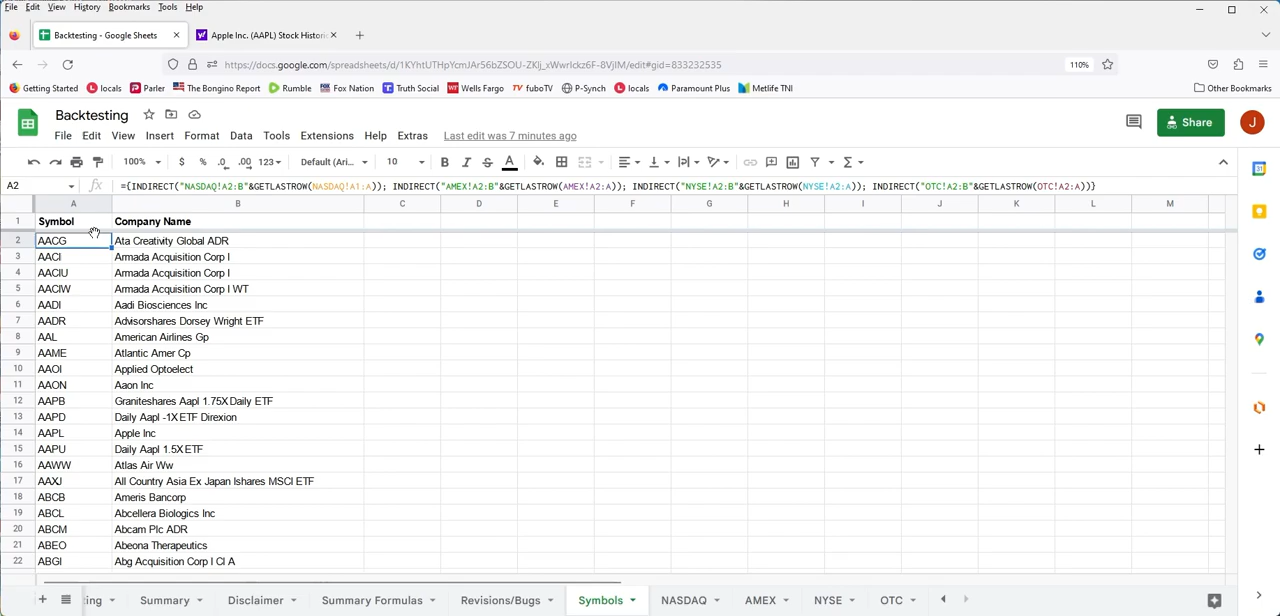 File Edit View History Bookmarks Tools Help
Backtesting - Google Sheets
Apple Inc. (AAPL) Stock Histori
https://docs.google.com/spreadsheets/d/1KYhtUTHpYcmJAr56bZSOU-ZKlj_xWwrIckz6F-8VjIM/edit#gid=833232535
110%
Getting Started locals Parler The Bongino Report Rumble Fox Nation Truth Social Wells Fargo fuboTV P-Synch locals Paramount Plus Metlife TNI Other Bookmarks
Backtesting
File Edit View Insert Format Data Tools Extensions Help Extras Last edit was 7 minutes ago
Share
J
100% $ % .0 .00 123 Default (Ari... 10 B I S A
A2 fx ={INDIRECT("NASDAQ!A2:B"&GETLASTROW(NASDAQ!A1:A)); INDIRECT("AMEX!A2:B"&GETLASTROW(AMEX!A2:A)); INDIRECT("NYSE!A2:B"&GETLASTROW(NYSE!A2:A)); INDIRECT("OTC!A2:B"&GETLASTROW(OTC!A2:A))}
A B C D E F G H I J K L M
1 Symbol Company Name
2 AACG Ata Creativity Global ADR
3 AACI Armada Acquisition Corp I
4 AACIU Armada Acquisition Corp I
5 AACIW Armada Acquisition Corp I WT
6 AADI Aadi Biosciences Inc
7 AADR Advisorshares Dorsey Wright ETF
8 AAL American Airlines Gp
9 AAME Atlantic Amer Cp
10 AAOI Applied Optoelect
11 AAON Aaon Inc
12 AAPB Graniteshares Aapl 1.75X Daily ETF
13 AAPD Daily Aapl -1X ETF Direxion
14 AAPL Apple Inc
15 AAPU Daily Aapl 1.5X ETF
16 AAWW Atlas Air Ww
17 AAXJ All Country Asia Ex Japan Ishares MSCI ETF
18 ABCB Ameris Bancorp
19 ABCL Abcellera Biologics Inc
20 ABCM Abcam Plc ADR
21 ABEO Abeona Therapeutics
22 ABGI Abg Acquisition Corp I Cl A
ing Summary Disclaimer Summary Formulas Revisions/Bugs Symbols NASDAQ AMEX NYSE OTC